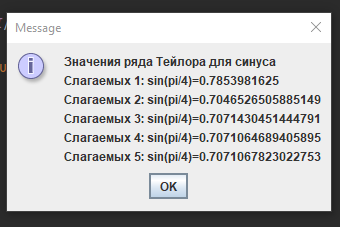 Message
Значения ряда Тейлора для синуса
Слагаемых 1: sin(pi/4)=0.7853981625
Слагаемых 2: sin(pi/4)=0.7046526505885149
Слагаемых 3: sin(pi/4)=0.7071430451444791
Слагаемых 4: sin(pi/4)=0.7071064689405895
Слагаемых 5: sin(pi/4)=0.7071067823022753
OK